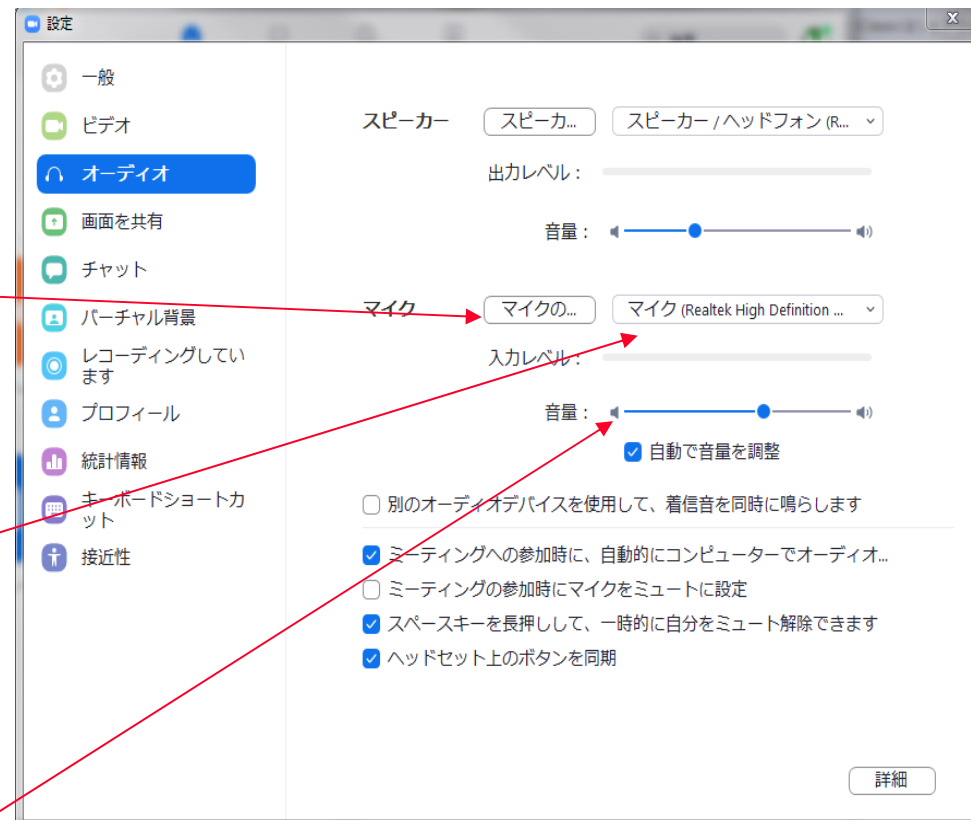 設定
一般
ビデオ
オーディオ
画面を共有
チャット
バーチャル背景
レコーディングしてい
ます
プロフィール
統計情報
キーボードショートカ
ット
接近性
スピーカー スピーカ... スピーカー / ヘッドフォン (R...
出力レベル：
音量：
マイク マイクの... マイク (Realtek High Definition ...
入力レベル：
音量：
自動で音量を調整
別のオーディオデバイスを使用して、着信音を同時に鳴らします
ミーティングへの参加時に、自動的にコンピューターでオーディオ...
ミーティングの参加時にマイクをミュートに設定
スペースキーを長押しして、一時的に自分をミュート解除できます
ヘッドセット上のボタンを同期
詳細